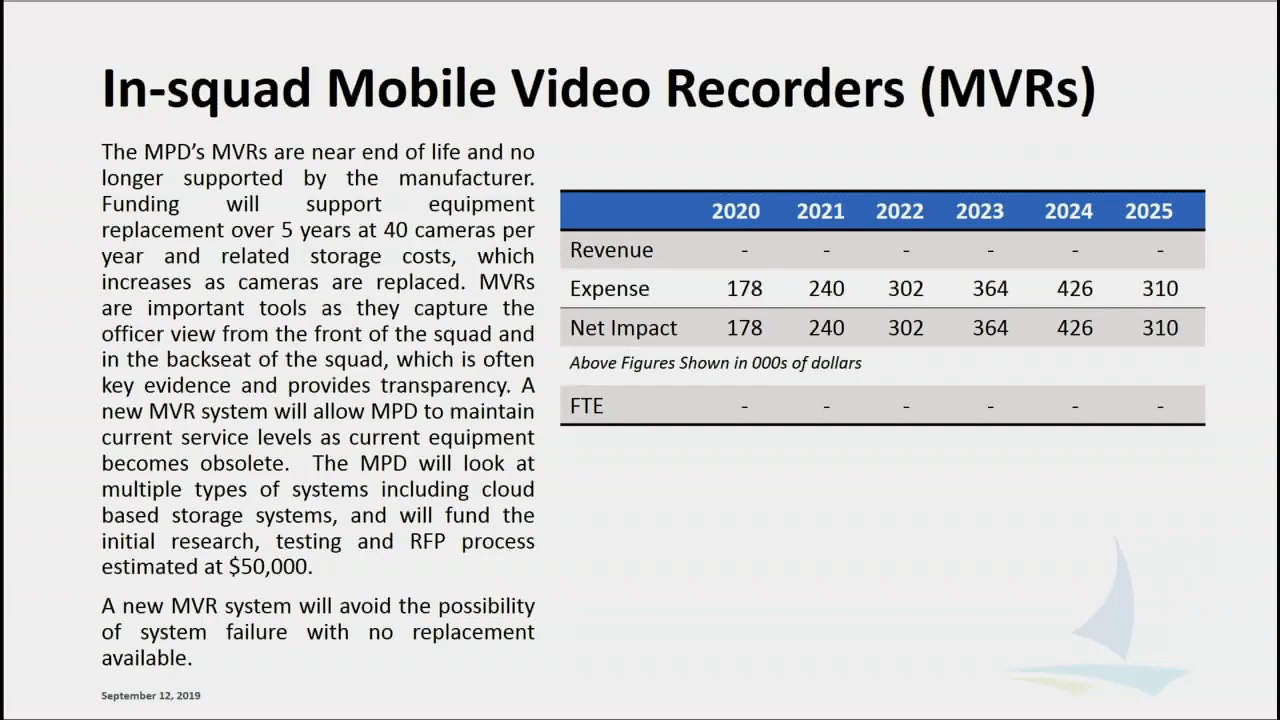 In-squad Mobile Video Recorders (MVRs)
The MPD’s MVRs are near end of life and no
longer supported by the manufacturer.
Funding will support equipment
replacement over 5 years at 40 cameras per
year and related storage costs, which
increases as cameras are replaced. MVRs
are important tools as they capture the
officer view from the front of the squad and
in the backseat of the squad, which is often
key evidence and provides transparency. A
new MVR system will allow MPD to maintain
current service levels as current equipment
becomes obsolete. The MPD will look at
multiple types of systems including cloud
based storage systems, and will fund the
initial research, testing and RFP process
estimated at $50,000.
A new MVR system will avoid the possibility
of system failure with no replacement
available.
2020 2021 2022 2023 2024 2025
Revenue - - - - - -
Expense 178 240 302 364 426 310
Net Impact 178 240 302 364 426 310
Above Figures Shown in 000s of dollars
FTE - - - - - -
September 12, 2019